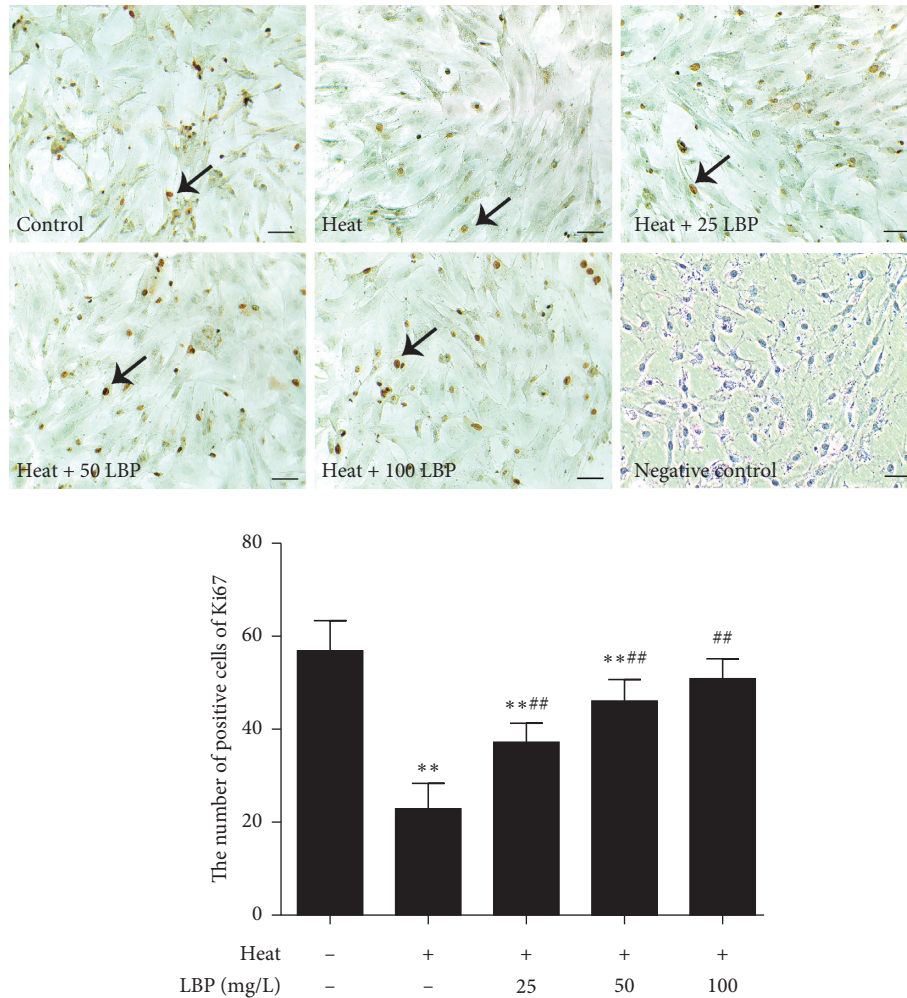 Control
Heat
Heat + 25 LBP
Heat + 50 LBP
Heat + 100 LBP
Negative control
The number of positive cells of Ki67
80
60
40
20
0
**
**##
**##
##
Heat – + + + +
LBP (mg/L) – – 25 50 100